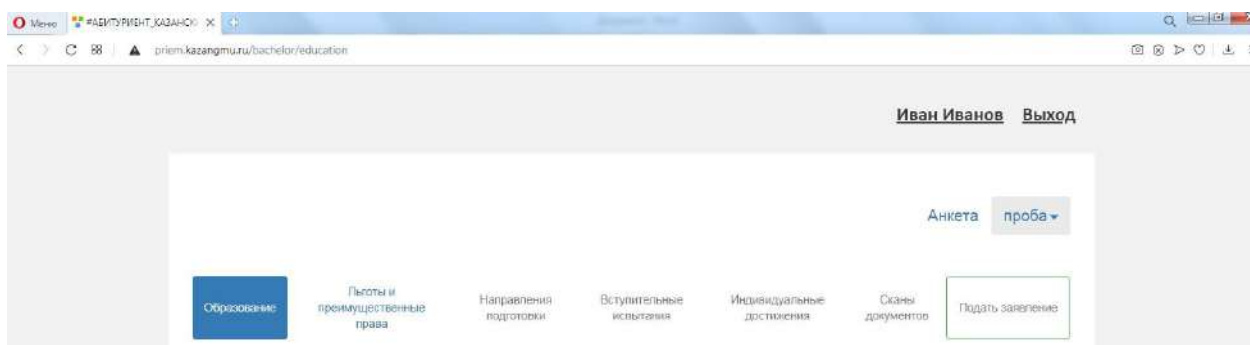 Меню #АБИТУРИЕНТ_КАЗАНСК
priem.kazangmu.ru/bachelor/education
Иван Иванов Выход
Анкета проба
Образование
Льготы и
преимущественные
права
Направления
подготовки
Вступительные
испытания
Индивидуальные
достижения
Сканы
документов
Подать заявление